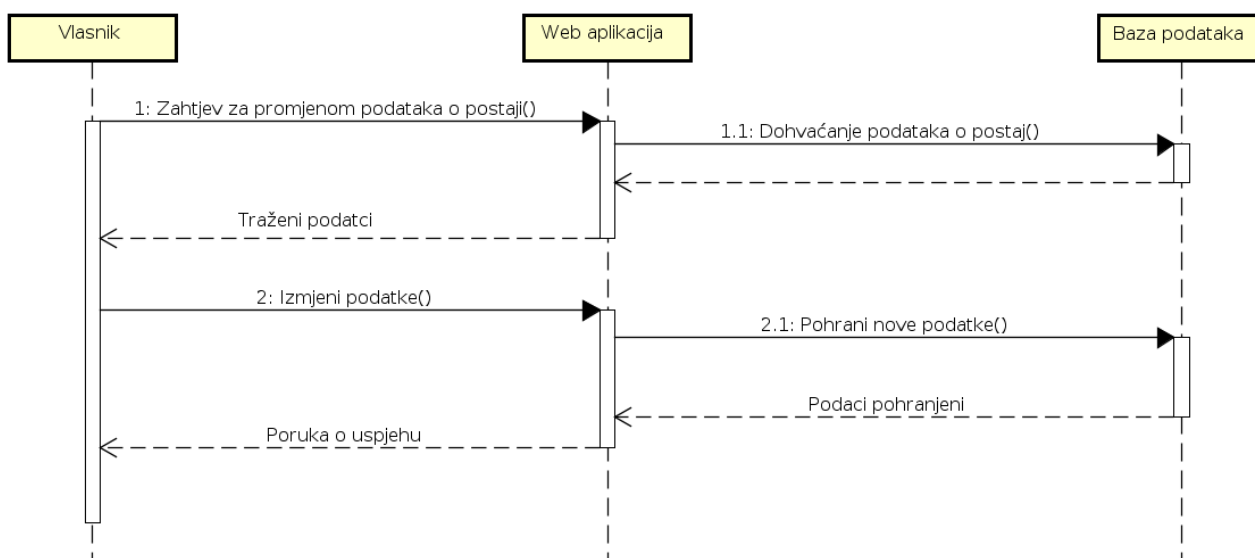 Vlasnik
Web aplikacija
Baza podataka
1: Zahtjev za promjenom podataka o postaji()
1.1: Dohvaćanje podataka o postaj()
Traženi podatci
2: Izmjeni podatke()
2.1: Pohrani nove podatke()
Podaci pohranjeni
Poruka o uspjehu